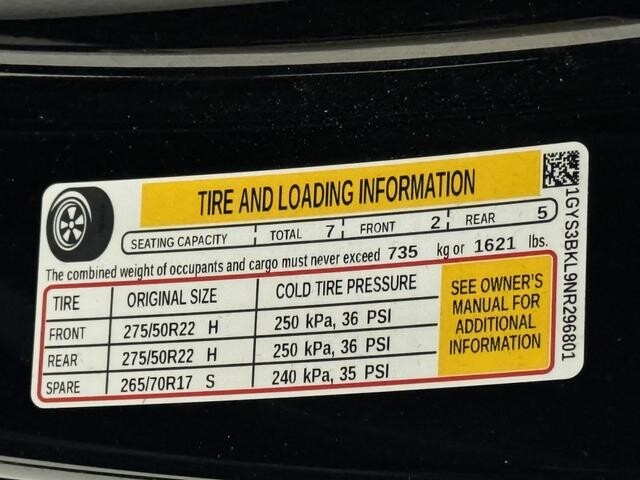 TIRE AND LOADING INFORMATION
SEATING CAPACITY TOTAL 7 FRONT 2 REAR 5
The combined weight of occupants and cargo must never exceed 735 kg or 1621 lbs.
TIRE ORIGINAL SIZE COLD TIRE PRESSURE
FRONT 275/50R22 H 250 kPa, 36 PSI
REAR 275/50R22 H 250 kPa, 36 PSI
SPARE 265/70R17 S 240 kPa, 35 PSI
SEE OWNER'S
MANUAL FOR
ADDITIONAL
INFORMATION
1GYS3BKL9NR296801